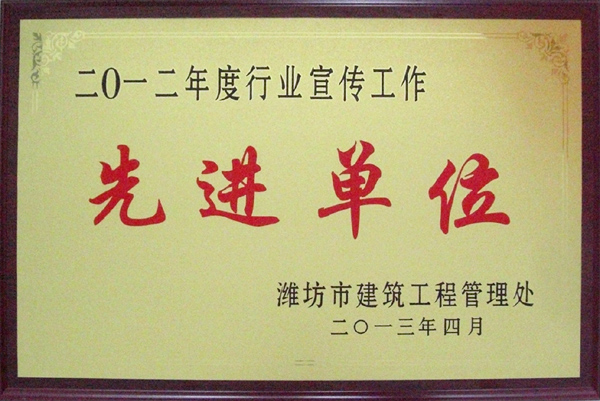 二〇一二年度行业宣传工作
先进单位
潍坊市建筑工程管理处
二〇一三年四月